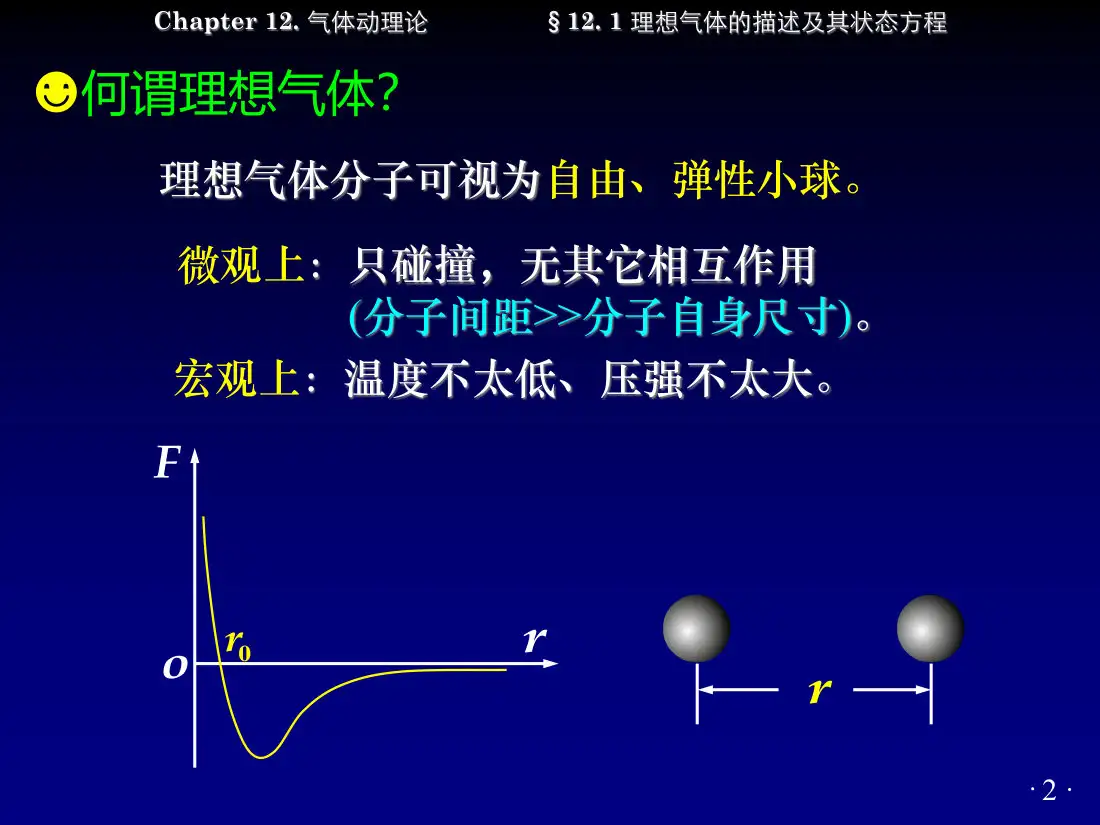 Chapter 12. 气体动理论 §12. 1 理想气体的描述及其状态方程
何谓理想气体？
理想气体分子可视为自由、弹性小球。
微观上：只碰撞，无其它相互作用
(分子间距>>分子自身尺寸)。
宏观上：温度不太低、压强不太大。
F
r0
r
o
r
·2·